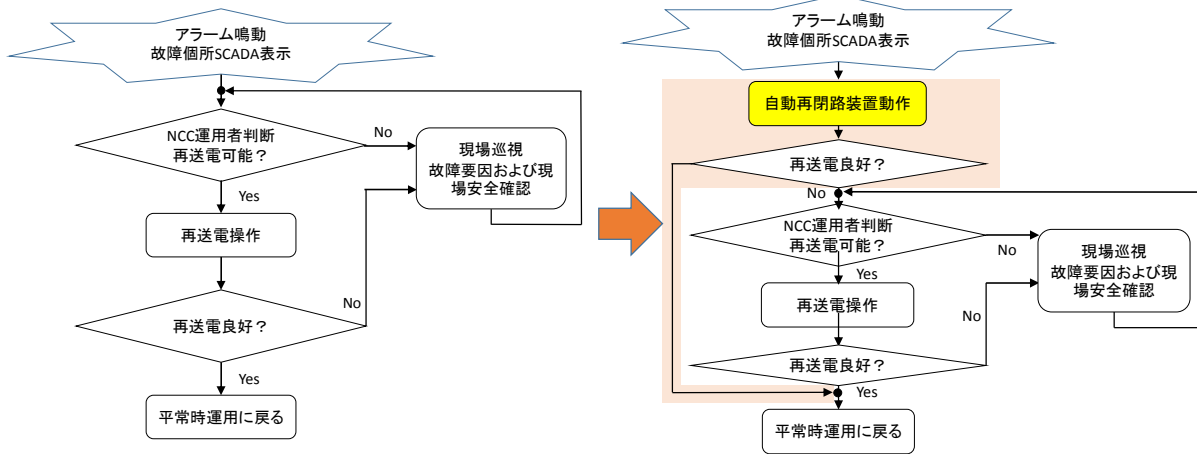 アラーム鳴動
故障個所SCADA表示
NCC運用者判断
再送電可能？
No
現場巡視
故障要因および現
場安全確認
Yes
再送電操作
No
再送電良好？
Yes
平常時運用に戻る
アラーム鳴動
故障個所SCADA表示
自動再閉路装置動作
再送電良好？
No
NCC運用者判断
再送電可能？
No
現場巡視
故障要因および現
場安全確認
Yes
再送電操作
No
再送電良好？
Yes
平常時運用に戻る